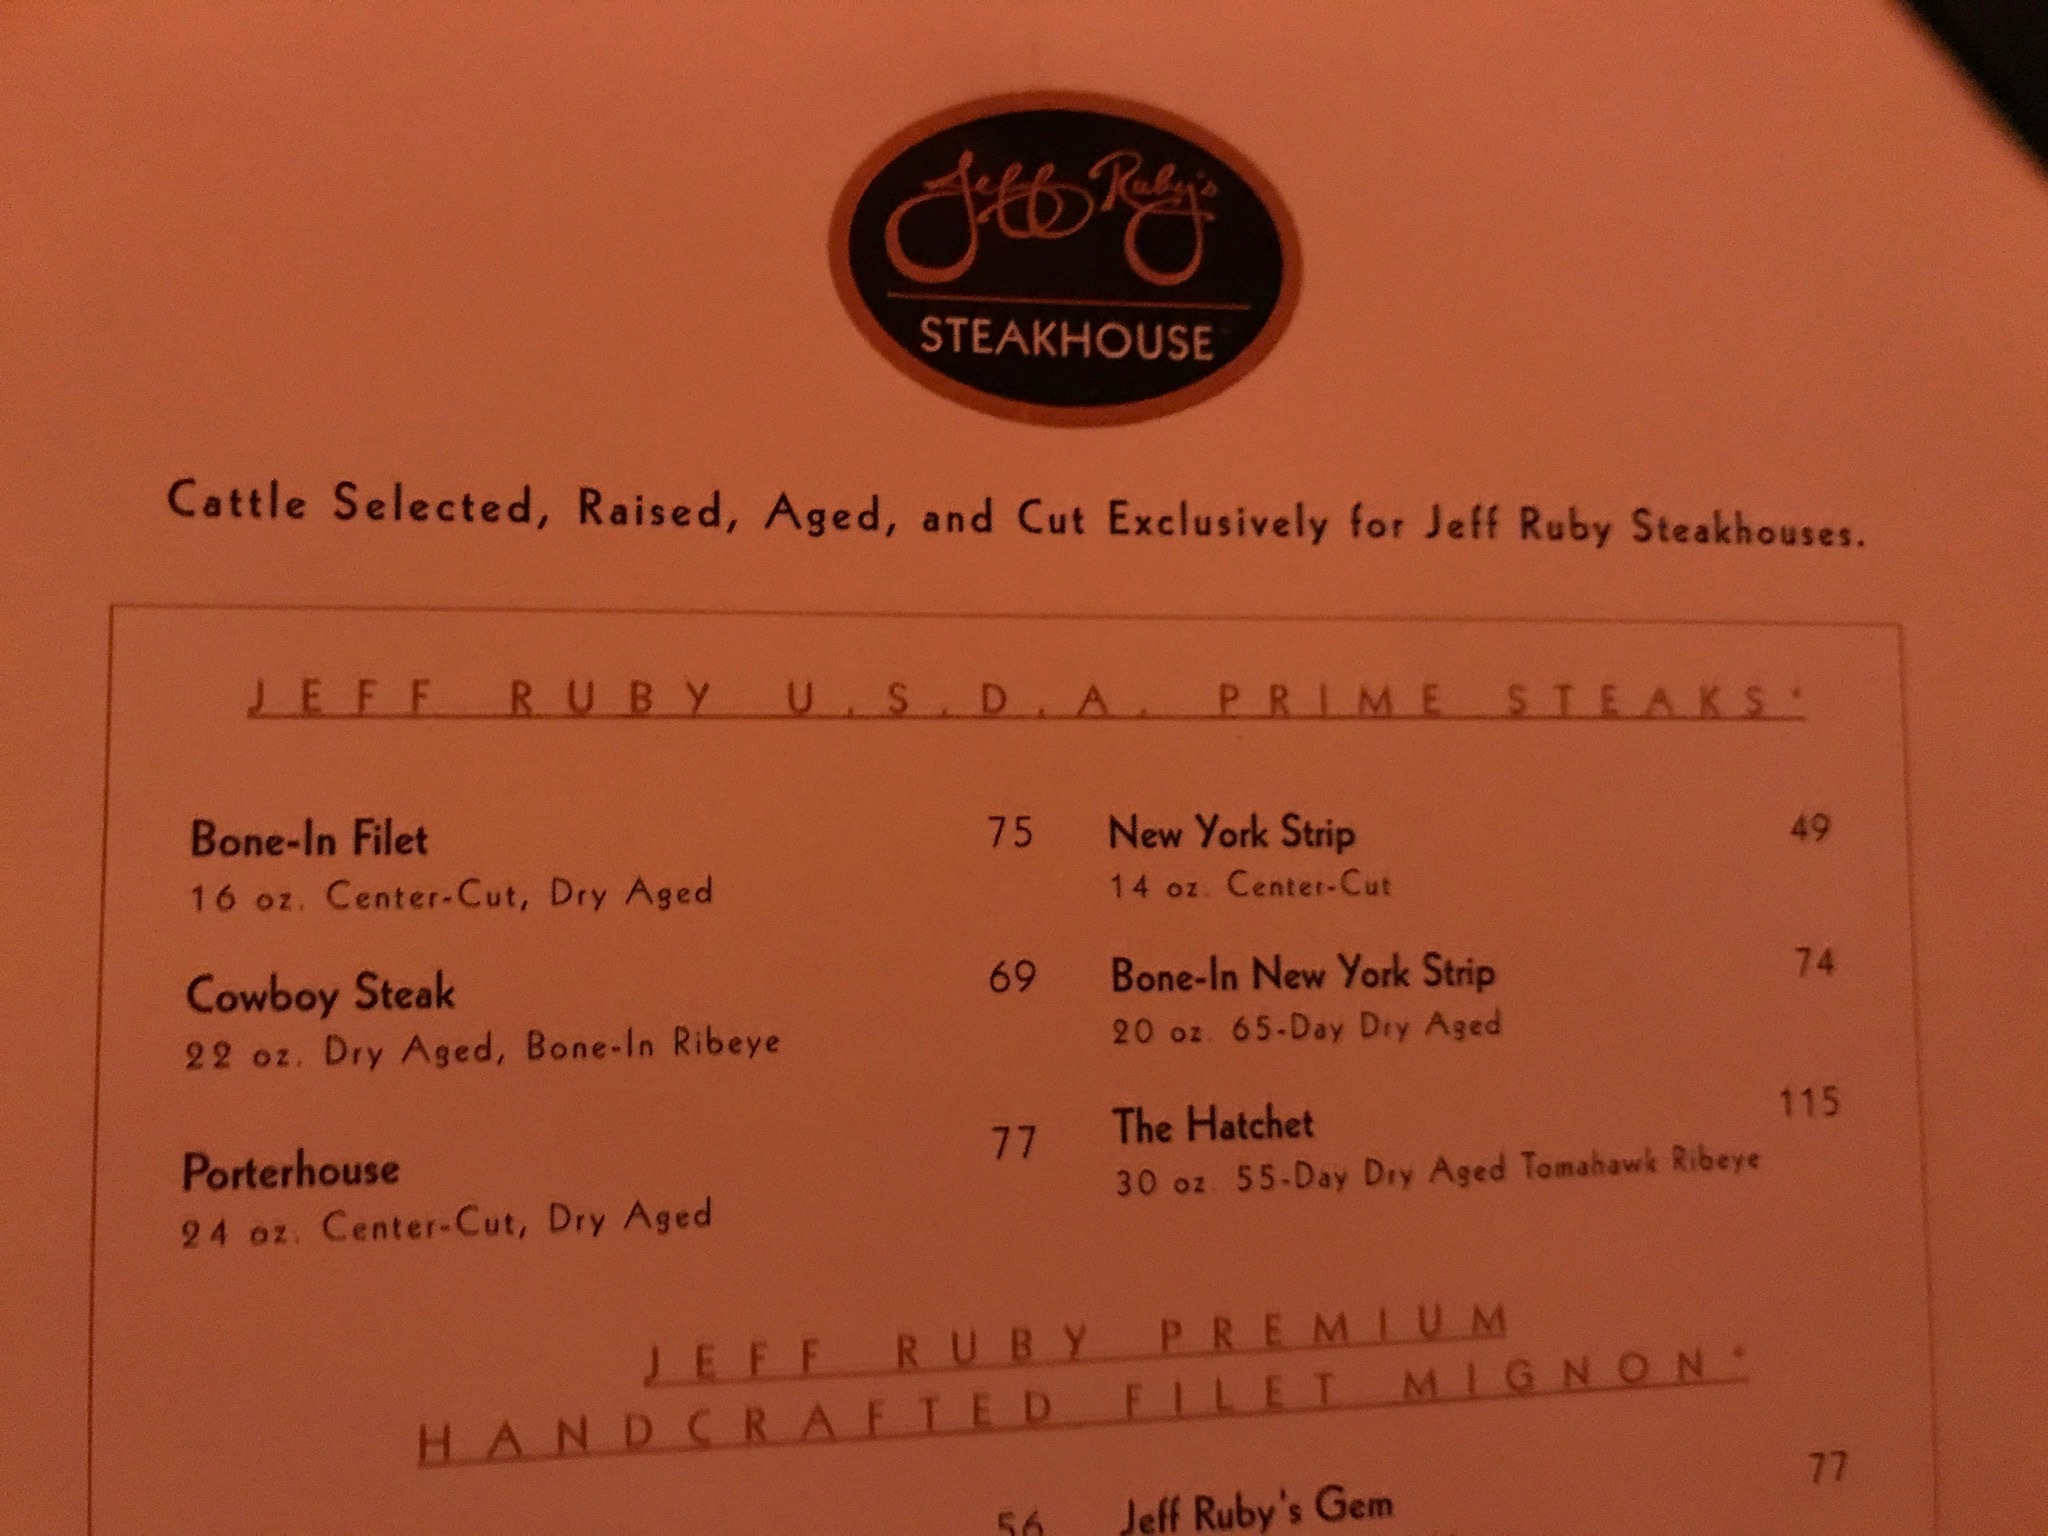 Jeff Ruby's
STEAKHOUSE
Cattle Selected, Raised, Aged, and Cut Exclusively for Jeff Ruby Steakhouses.
JEFF RUBY U.S.D.A. PRIME STEAKS*
Bone-In Filet 75
16 oz. Center-Cut, Dry Aged
Cowboy Steak 69
22 oz. Dry Aged, Bone-In Ribeye
Porterhouse 77
24 oz. Center-Cut, Dry Aged
New York Strip 49
14 oz. Center-Cut
Bone-In New York Strip 74
20 oz. 65-Day Dry Aged
The Hatchet 115
30 oz. 55-Day Dry Aged Tomahawk Ribeye
JEFF RUBY PREMIUM
HANDCRAFTED FILET MIGNON*
56
Jeff Ruby's Gem 77